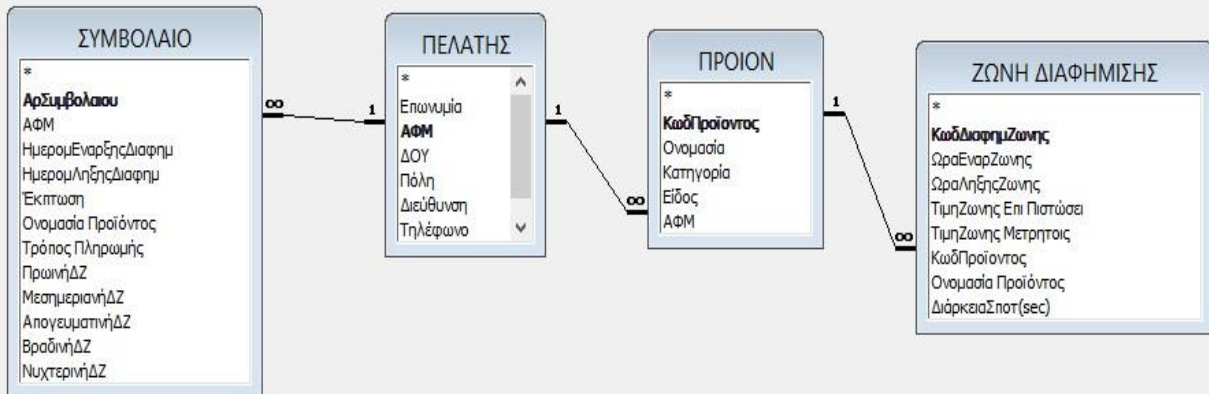 ΣΥΜΒΟΛΑΙΟ
*
ΑρΣυμβολαιου
ΑΦΜ
ΗμερομΕναρξηςΔιαφημ
ΗμερομΛηξηςΔιαφημ
Έκπτωση
Ονομασία Προϊόντος
Τρόπος Πληρωμής
ΠρωινήΔΖ
ΜεσημεριανήΔΖ
ΑπογευματινήΔΖ
ΒραδινήΔΖ
ΝυχτερινήΔΖ
∞
1
ΠΕΛΑΤΗΣ
*
Επωνυμία
ΑΦΜ
ΔΟΥ
Πόλη
Διεύθυνση
Τηλέφωνο
1
∞
ΠΡΟΙΟΝ
*
ΚωδΠροϊοντος
Ονομασία
Κατηγορία
Είδος
ΑΦΜ
1
∞
ΖΩΝΗ ΔΙΑΦΗΜΙΣΗΣ
*
ΚωδΔιαφημΖωνης
ΩραΕναρΖωνης
ΩραΛηξηςΖωνης
ΤιμηΖωνης Επι Πιστώσει
ΤιμηΖωνης Μετρητοις
ΚωδΠροϊοντος
Ονομασία Προϊόντος
ΔιάρκειαΣποτ(sec)